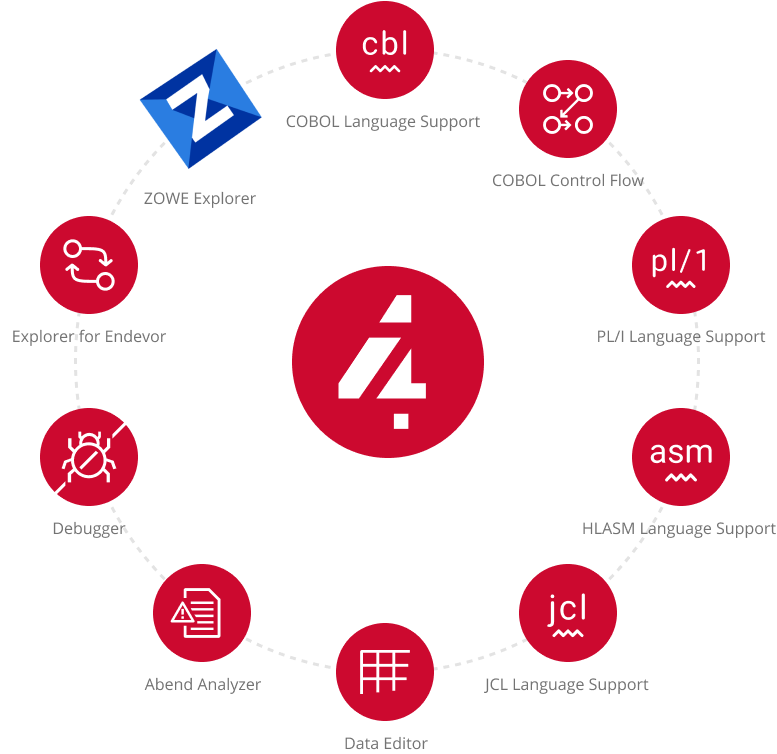 cbl
COBOL Language Support
COBOL Control Flow
pl/1
PL/I Language Support
asm
HLASM Language Support
jcl
JCL Language Support
Data Editor
Abend Analyzer
Debugger
Explorer for Endevor
Z
ZOWE Explorer
4